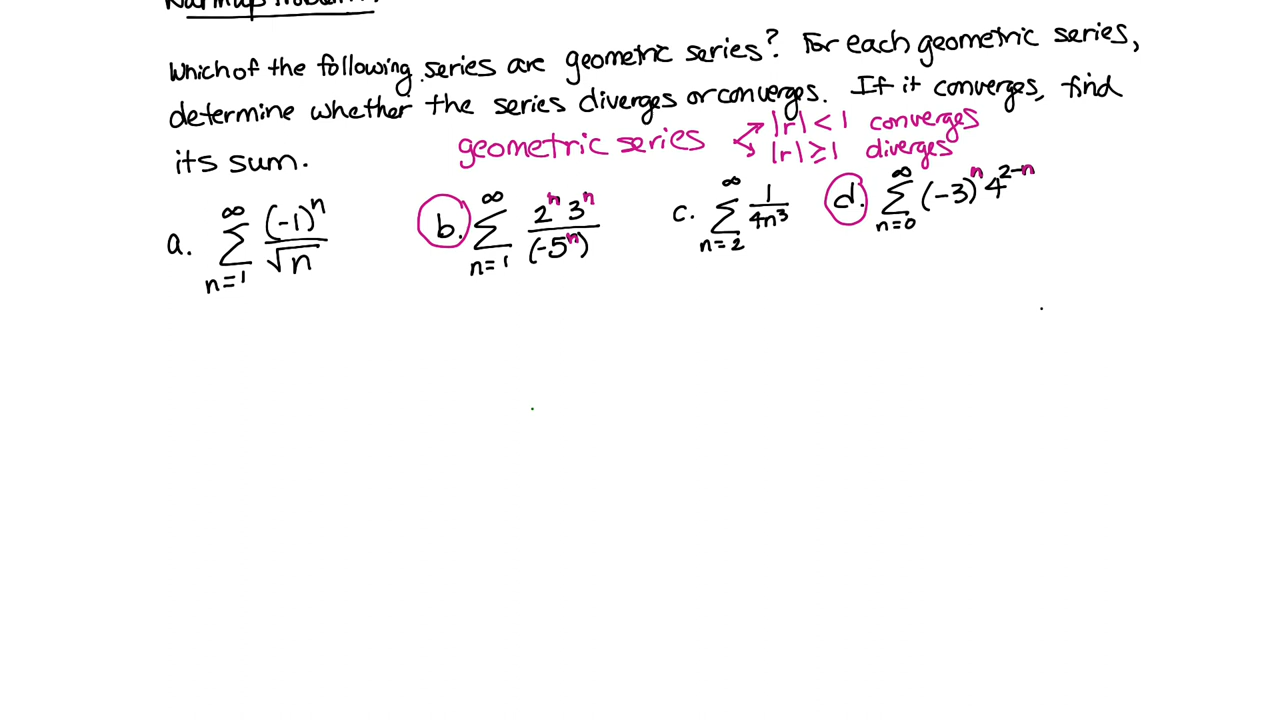 Which of the following series are geometric series? For each geometric series,
determine whether the series diverges or converges. If it converges, find
its sum.
geometric series
|r| < 1 converges
|r| ≥ 1 diverges
a. ∞ ∑ n=1 (-1)^n / √n
b. ∞ ∑ n=1 2^n 3^n / (-5^n)
c. ∞ ∑ n=2 1 / 4n^3
d. ∞ ∑ n=0 (-3)^n 4^(2-n)